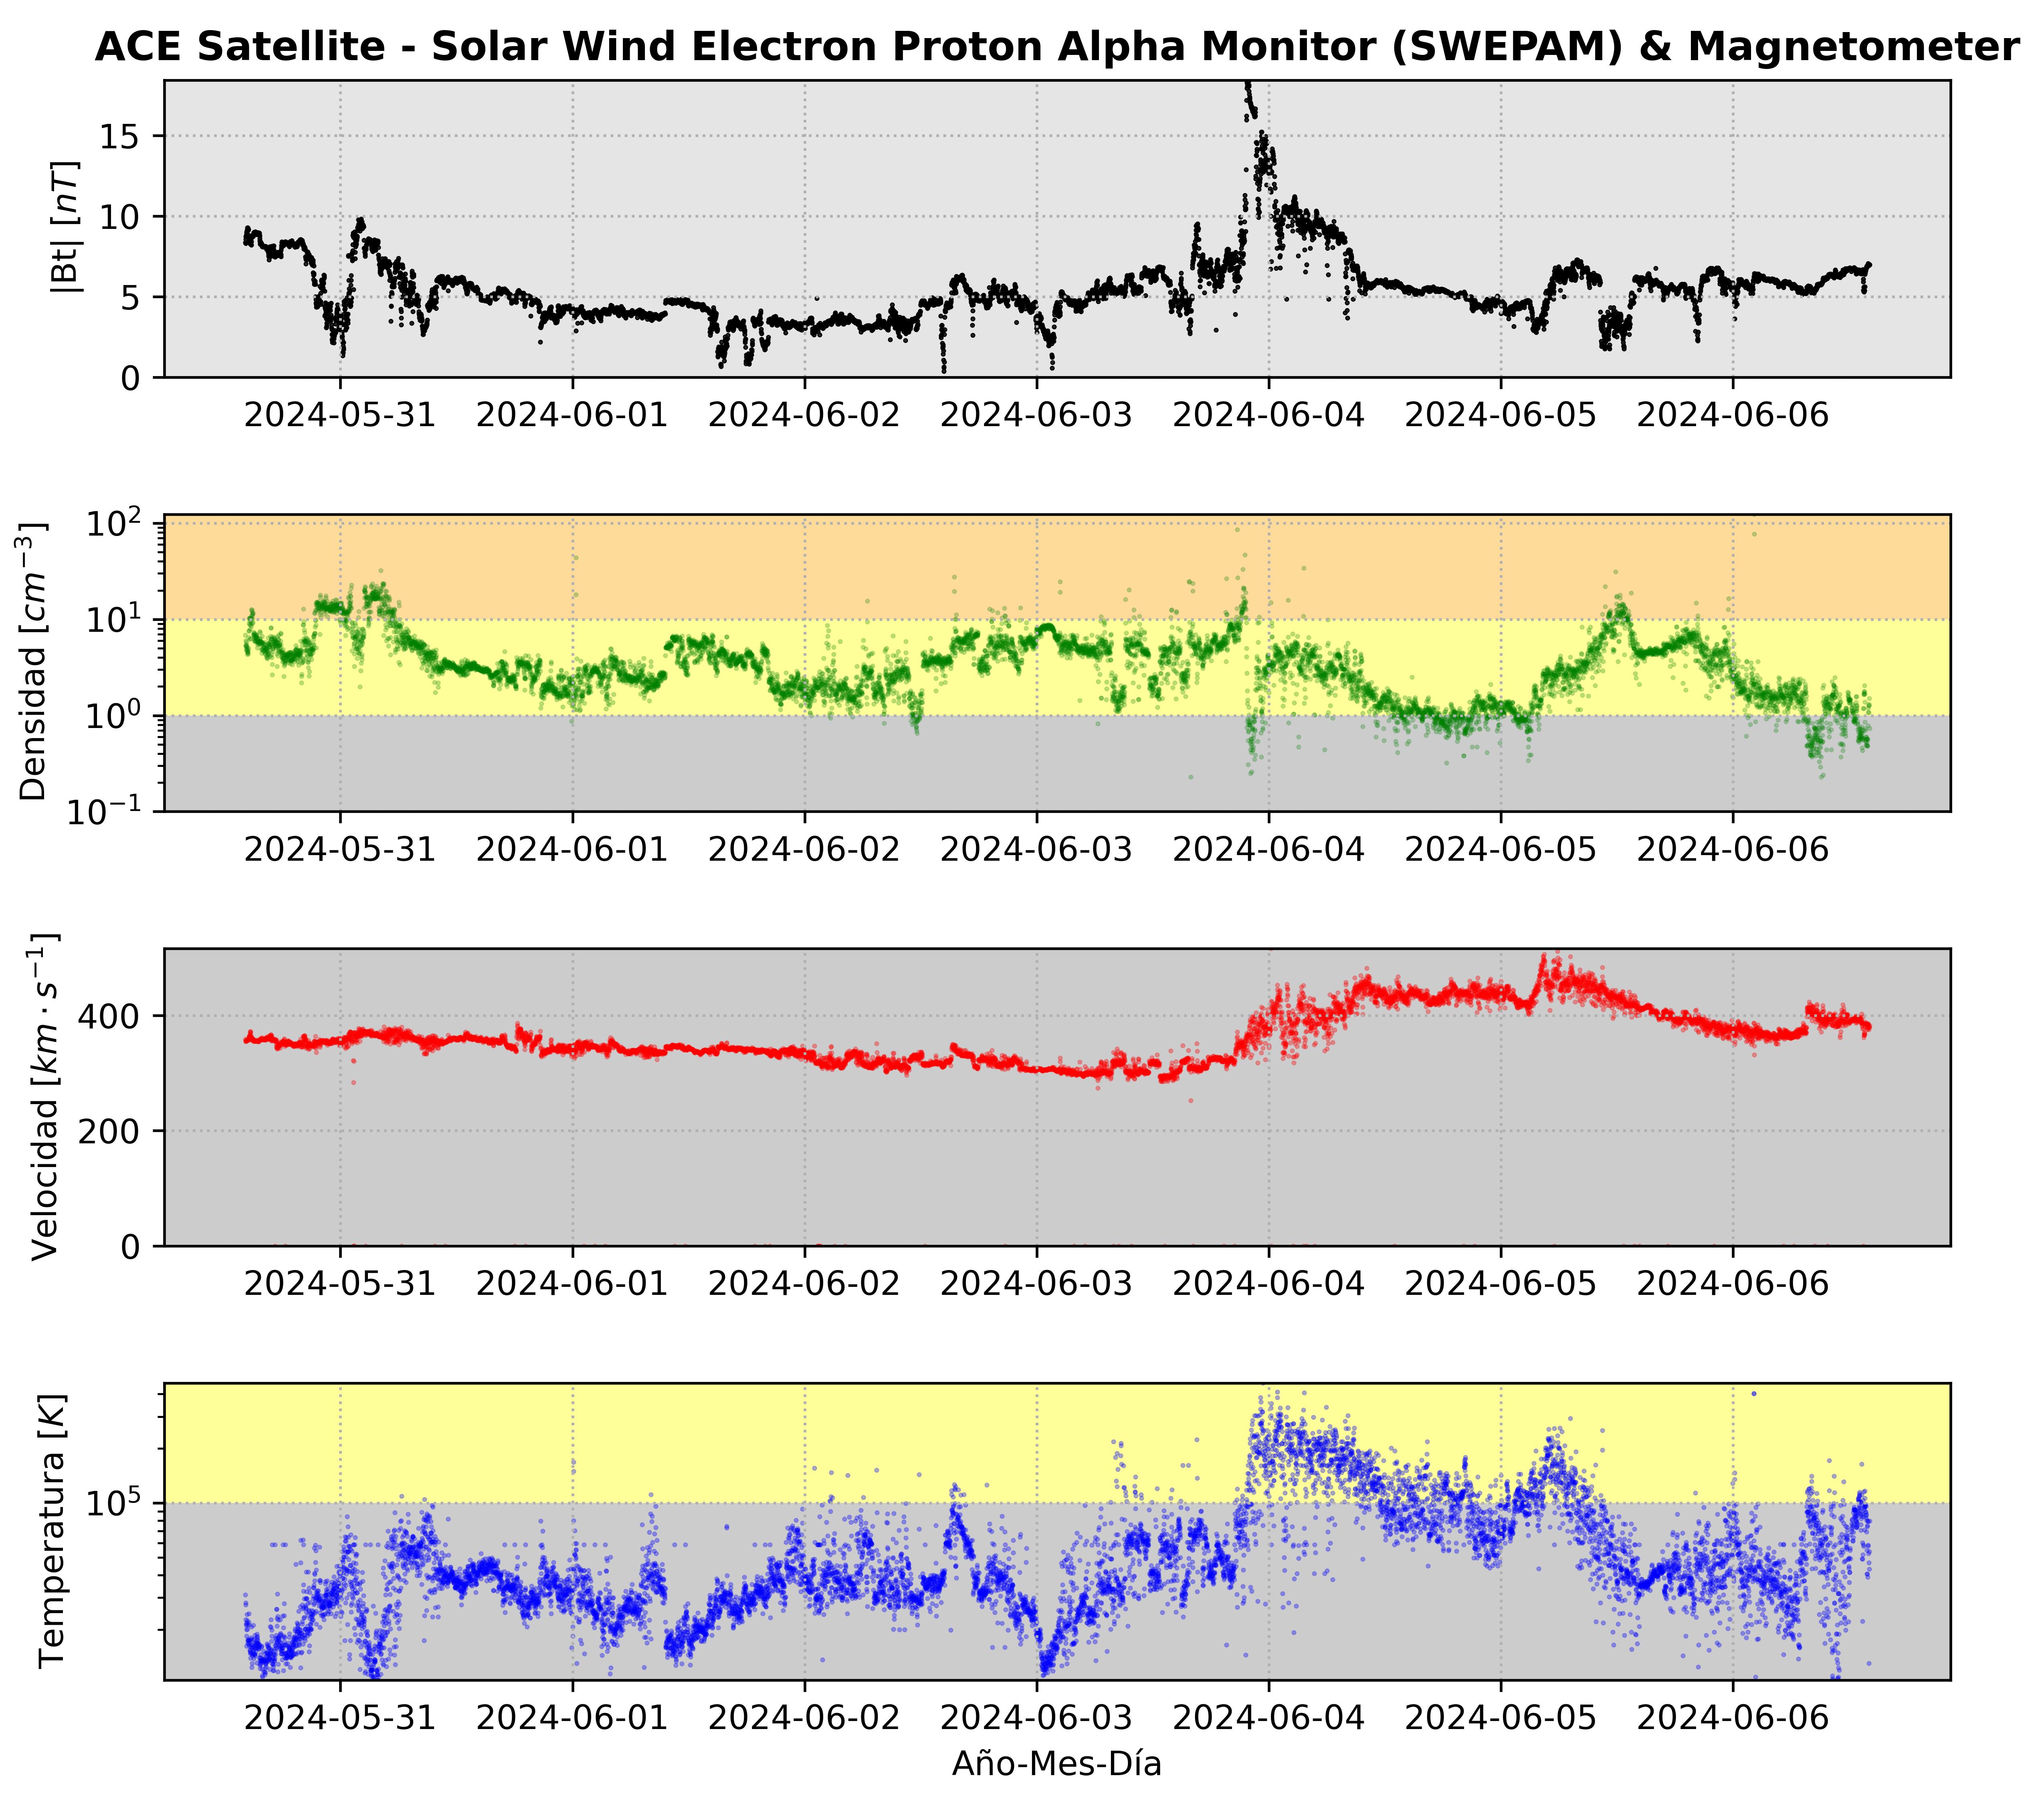 ACE Satellite - Solar Wind Electron Proton Alpha Monitor (SWEPAM) & Magnetometer
|Bt| [nT]
15
10
5
0
2024-05-31 2024-06-01 2024-06-02 2024-06-03 2024-06-04 2024-06-05 2024-06-06
Densidad [cm⁻³]
10²
10¹
10⁰
10⁻¹
2024-05-31 2024-06-01 2024-06-02 2024-06-03 2024-06-04 2024-06-05 2024-06-06
Velocidad [km · s⁻¹]
400
200
0
2024-05-31 2024-06-01 2024-06-02 2024-06-03 2024-06-04 2024-06-05 2024-06-06
Temperatura [K]
10⁵
2024-05-31 2024-06-01 2024-06-02 2024-06-03 2024-06-04 2024-06-05 2024-06-06
Año-Mes-Día